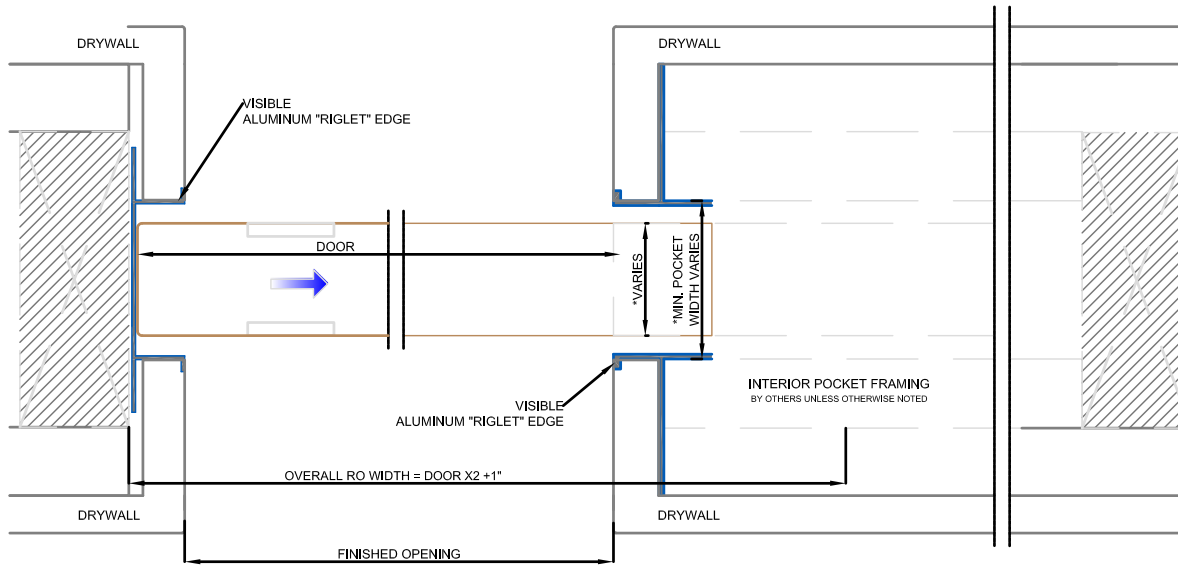 DRYWALL
DRYWALL
VISIBLE
ALUMINUM "RIGLET" EDGE
DOOR
*VARIES
*MIN. POCKET
WIDTH VARIES
INTERIOR POCKET FRAMING
BY OTHERS UNLESS OTHERWISE NOTED
VISIBLE
ALUMINUM "RIGLET" EDGE
OVERALL RO WIDTH = DOOR X2 +1"
DRYWALL
DRYWALL
FINISHED OPENING